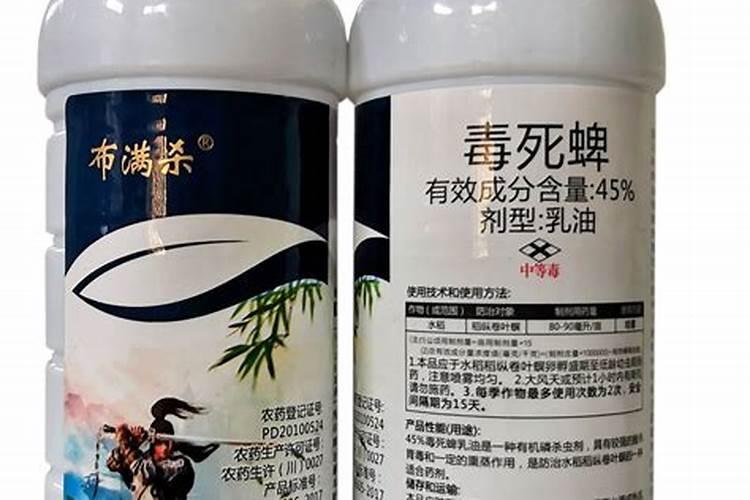 布满杀®
农药登记证号:
PD20100524
农药生产许可证号:
农药生许（川）0027
产品标准号:
毒死蜱
有效成分含量:45%
剂型:乳油
中等毒
使用技术和使用方法:
作物（或范围） 防治对象 制剂用药量
水稻 稻纵卷叶螟 80-90毫升/亩 喷雾
1.本品应于水稻稻纵卷叶螟卵孵盛期至低龄幼虫期
药，注意喷雾均匀。 2.大风天或预计1小时内有
请勿施药。3.每季作物最多使用次数为2次，安全
间隔期为15天。
产品性能(用途):
45%毒死蜱乳油是一种有机磷杀虫剂，具有较强的
胃毒和一定的熏蒸作用，是防治水稻稻纵卷叶螟的一种
适合药剂。
储存和运输: